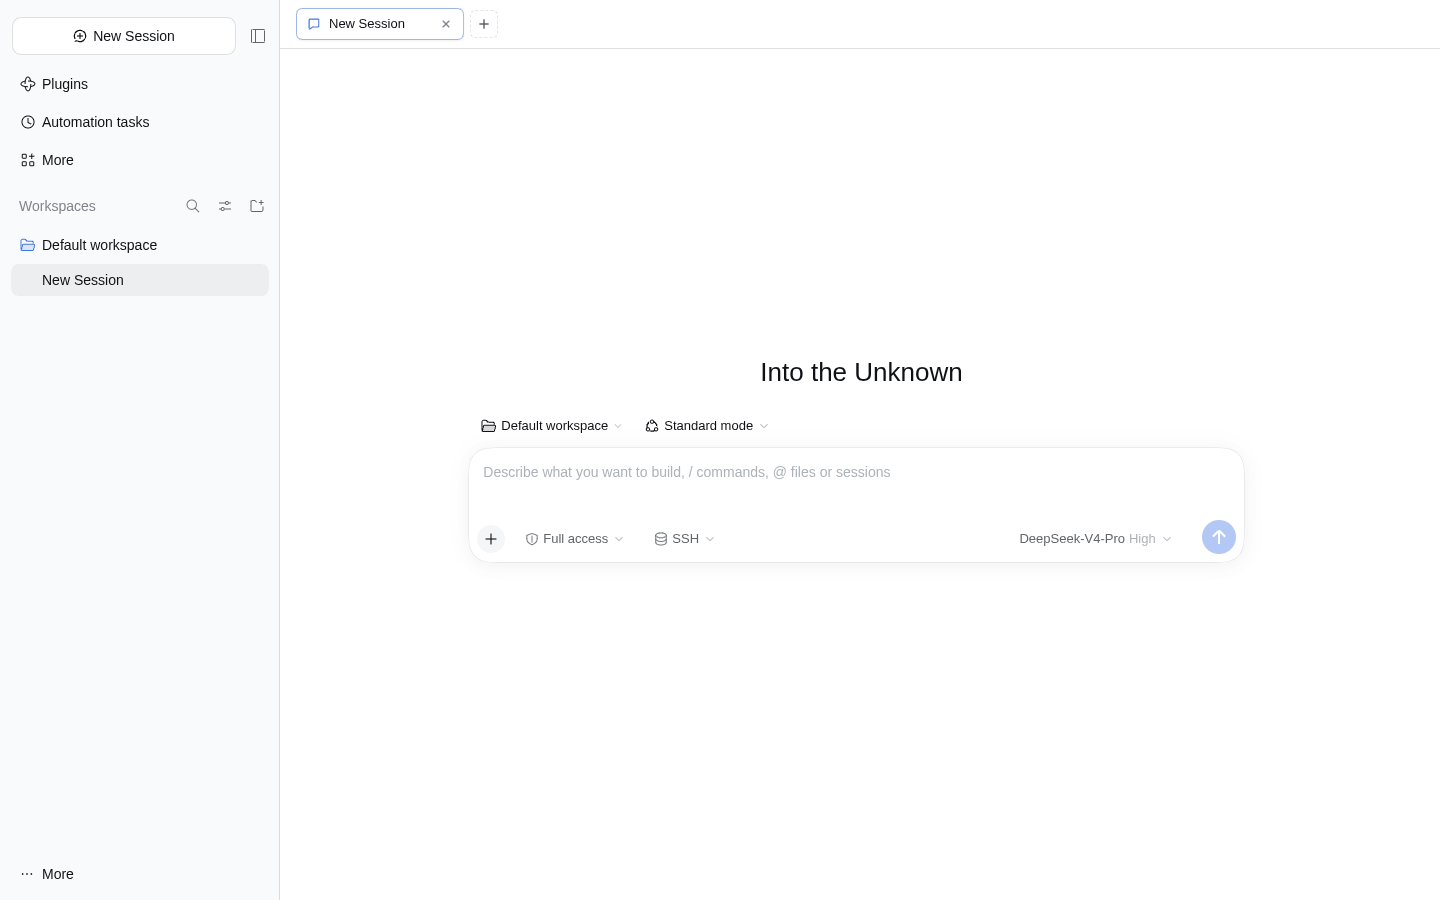 New Session
Plugins
Automation tasks
More
Workspaces
Default workspace
New Session
More
New Session
Into the Unknown
Default workspace
Standard mode
Describe what you want to build, / commands, @ files or sessions
Full access
SSH
DeepSeek-V4-Pro High